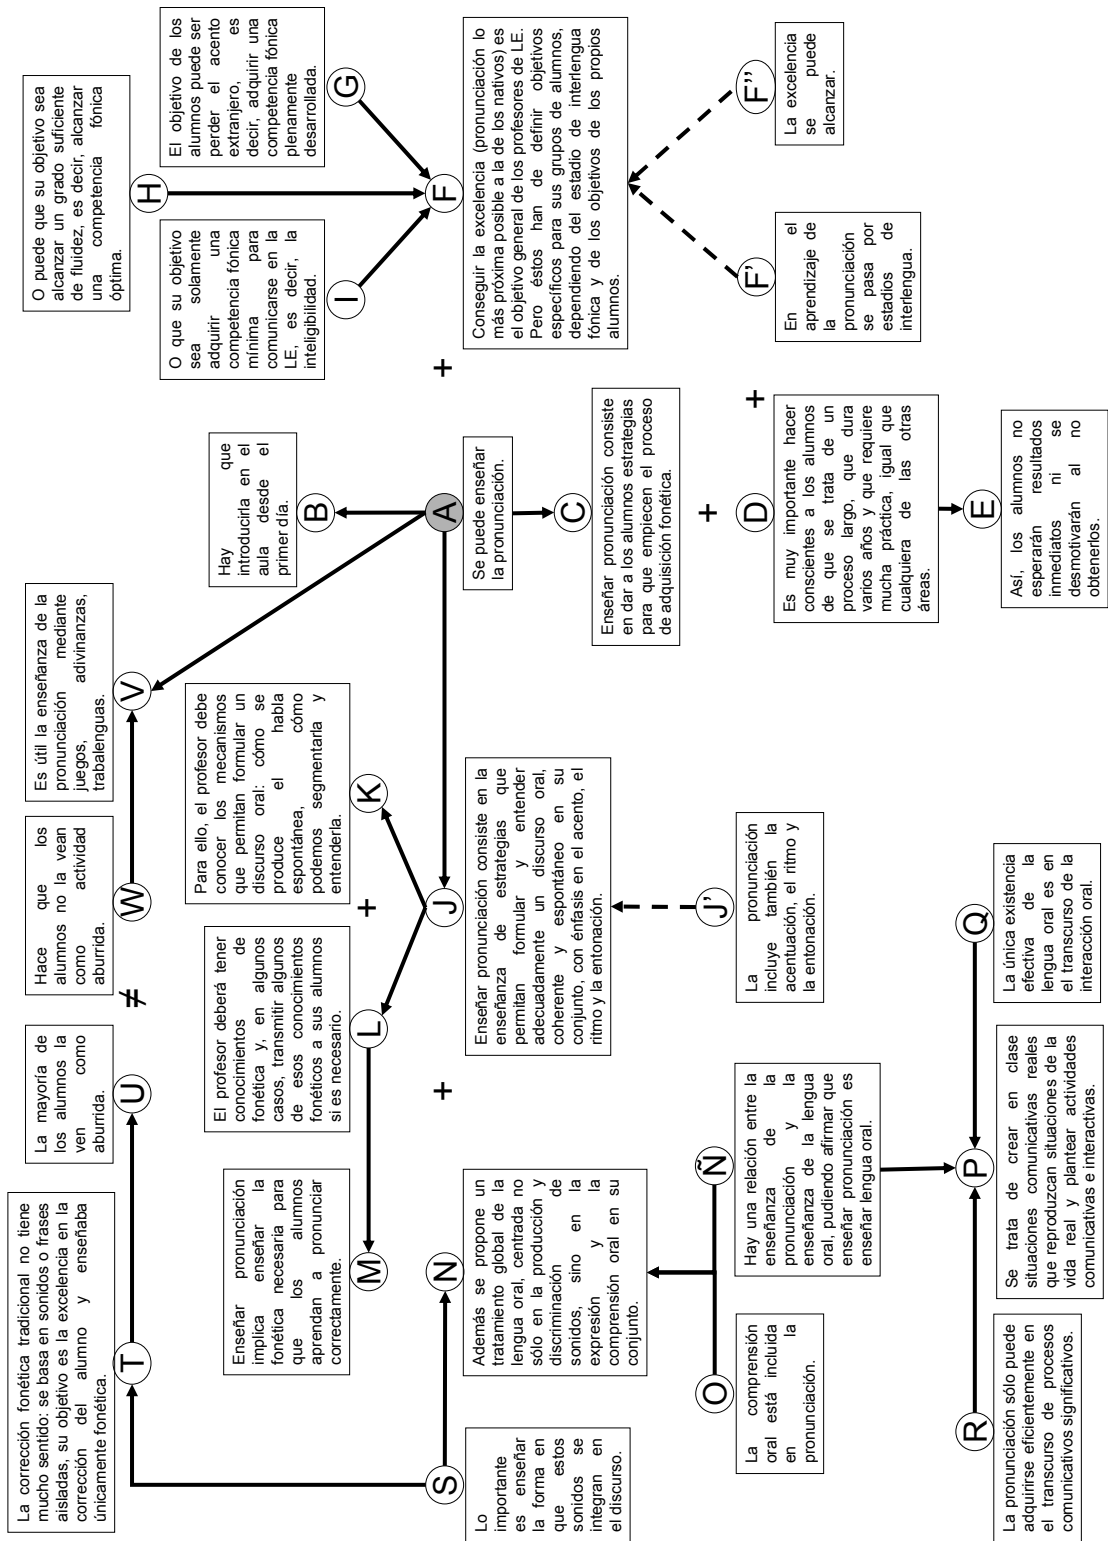 La corrección fonética tradicional no tiene
mucho sentido: se basa en sonidos o frases
aisladas, su objetivo es la excelencia en la
corrección del alumno y enseñaba
únicamente fonética.
T
La mayoría de
los alumnos la
ven como
aburrida.
U
≠
Hace que los
alumnos no la vean
como actividad
aburrida.
W
Es útil la enseñanza de la
pronunciación mediante
juegos, adivinanzas,
trabalenguas.
V
O puede que su objetivo sea
alcanzar un grado suficiente
de fluidez, es decir, alcanzar
una competencia fónica
óptima.
H
Enseñar pronunciación
implica enseñar la
fonética necesaria para
que los alumnos
aprendan a pronunciar
correctamente.
M
El profesor deberá tener
conocimientos de
fonética y, en algunos
casos, transmitir algunos
de esos conocimientos
fonéticos a sus alumnos
si es necesario.
L
+
Para ello, el profesor debe
conocer los mecanismos
que permitan formular un
discurso oral: cómo se
produce el habla
espontánea, cómo
podemos segmentarla y
entenderla.
K
Hay que
introducirla en el
aula desde el
primer día.
B
O que su objetivo
sea solamente
adquirir una
competencia fónica
mínima para
comunicarse en la
LE, es decir, la
inteligibilidad.
I
El objetivo de los
alumnos puede ser
perder el acento
extranjero, es
decir, adquirir una
competencia fónica
plenamente
desarrollada.
G
S
Lo
importante
es enseñar
la forma en
que estos
sonidos se
integran en
el discurso.
N
Además se propone un
tratamiento global de la
lengua oral, centrada no
sólo en la producción y
discriminación de
sonidos, sino en la
expresión y la
comprensión oral en su
conjunto.
+
J
Enseñar pronunciación consiste en la
enseñanza de estrategias que
permitan formular y entender
adecuadamente un discurso oral,
coherente y espontáneo en su
conjunto, con énfasis en el acento, el
ritmo y la entonación.
A
Se puede enseñar
la pronunciación.
+
F
Conseguir la excelencia (pronunciación lo
más próxima posible a la de los nativos) es
el objetivo general de los profesores de LE.
Pero éstos han de definir objetivos
específicos para sus grupos de alumnos,
dependiendo del estadio de interlengua
fónica y de los objetivos de los propios
alumnos.
C
Enseñar pronunciación consiste
en dar a los alumnos estrategias
para que empiecen el proceso
de adquisición fonética.
+
O
La comprensión
oral está incluida
en la
pronunciación.
Ñ
Hay una relación entre la
enseñanza de la
pronunciación y la
enseñanza de la lengua
oral, pudiendo afirmar que
enseñar pronunciación es
enseñar lengua oral.
J'
La pronunciación
incluye también la
acentuación, el ritmo y
la entonación.
D
Es muy importante hacer
conscientes a los alumnos
de que se trata de un
proceso largo, que dura
varios años y que requiere
mucha práctica, igual que
cualquiera de las otras
áreas.
+
F'
En el
aprendizaje de
la
pronunciación
se pasa por
estadios de
interlengua.
F''
La excelencia
se puede
alcanzar.
R
La pronunciación sólo puede
adquirirse eficientemente en
el transcurso de procesos
comunicativos significativos.
P
Se trata de crear en clase
situaciones comunicativas reales
que reproduzcan situaciones de la
vida real y plantear actividades
comunicativas e interactivas.
Q
La única existencia
efectiva de la
lengua oral es en
el transcurso de la
interacción oral.
E
Así, los alumnos no
esperarán resultados
inmediatos ni se
desmotivarán al no
obtenerlos.